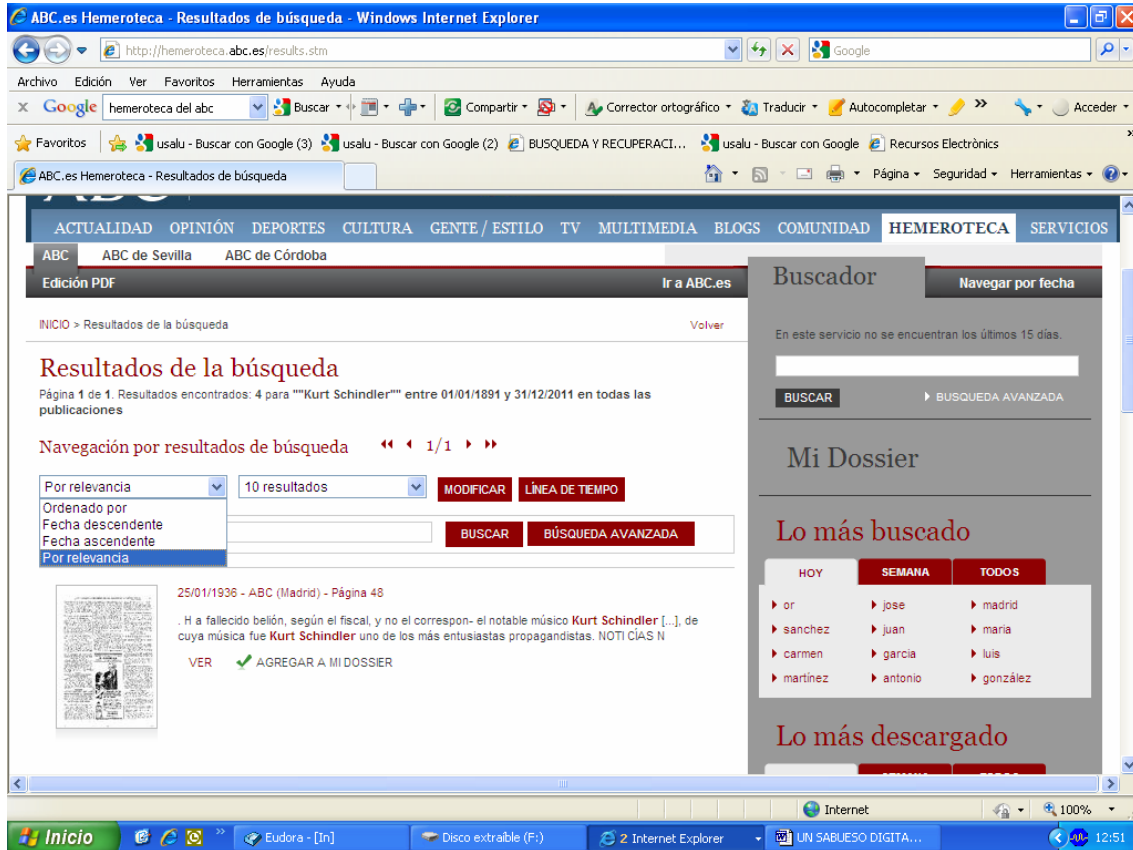 ABC.es Hemeroteca - Resultados de búsqueda - Windows Internet Explorer
http://hemeroteca.abc.es/results.stm
Google
Archivo Edición Ver Favoritos Herramientas Ayuda
x Google hemeroteca del abc Buscar Compartir Corrector ortográfico Traducir Autocompletar » Acceder
Favoritos usalu - Buscar con Google (3) usalu - Buscar con Google (2) BUSQUEDA Y RECUPERACI... usalu - Buscar con Google Recursos Electrònics »
ABC.es Hemeroteca - Resultados de búsqueda Página Seguridad Herramientas
ACTUALIDAD OPINIÓN DEPORTES CULTURA GENTE / ESTILO TV MULTIMEDIA BLOGS COMUNIDAD HEMEROTECA SERVICIOS
ABC ABC de Sevilla ABC de Córdoba
Edición PDF Ir a ABC.es
INICIO > Resultados de la búsqueda Volver
Resultados de la búsqueda
Página 1 de 1. Resultados encontrados: 4 para ""Kurt Schindler"" entre 01/01/1891 y 31/12/2011 en todas las
publicaciones
Navegación por resultados de búsqueda 1/1
Por relevancia 10 resultados MODIFICAR LÍNEA DE TIEMPO
Ordenado por
Fecha descendente
Fecha ascendente
Por relevancia
BUSCAR BÚSQUEDA AVANZADA
25/01/1936 - ABC (Madrid) - Página 48
. H a fallecido belión, según el fiscal, y no el correspon- el notable músico Kurt Schindler [...], de
cuya música fue Kurt Schindler uno de los más entusiastas propagandistas. NOTI CÍAS N
VER AGREGAR A MI DOSSIER
Buscador Navegar por fecha
En este servicio no se encuentran los últimos 15 días.
BUSCAR BUSQUEDA AVANZADA
Mi Dossier
Lo más buscado
HOY SEMANA TODOS
or jose madrid
sanchez juan maria
carmen garcia luis
martínez antonio gonzález
Lo más descargado
Internet 100%
Inicio » Eudora - [In] Disco extraíble (F:) 2 Internet Explorer UN SABUESO DIGITA... 12:51